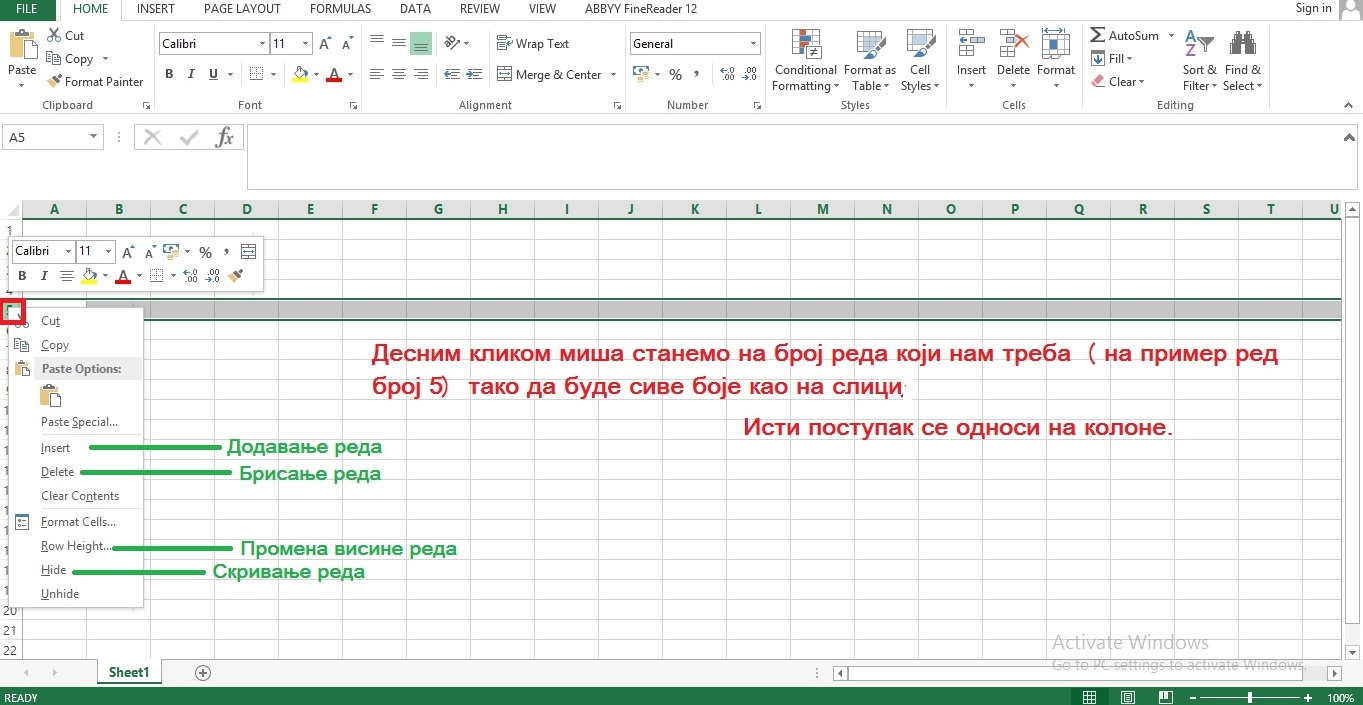 FILE HOME INSERT PAGE LAYOUT FORMULAS DATA REVIEW VIEW ABBYY FineReader 12 Sign in
Paste
Cut
Copy
Format Painter
Calibri 11
B I U
Wrap Text
Merge & Center
General
%
Conditional Formatting
Format as Table
Cell Styles
Insert
Delete
Format
AutoSum
Fill
Clear
Sort & Filter
Find & Select
Clipboard Font Alignment Number Styles Cells Editing
A5
fx
A B C D E F G H I J K L M N O P Q R S T U
1
Calibri 11 A A %
B I A
Cut
Copy
Paste Options:
Paste Special...
Insert
Delete
Clear Contents
Format Cells...
Row Height...
Hide
Unhide
Десним кликом миша станемо на број реда који нам треба ( на пример ред
број 5) тако да буде сиве боје као на слици,
Исти поступак се односи на колоне.
Додавање реда
Брисање реда
Промена висине реда
Скривање реда
20
21
22
Activate Windows
Go to PC settings to activate Windows.
Sheet1
READY 100%